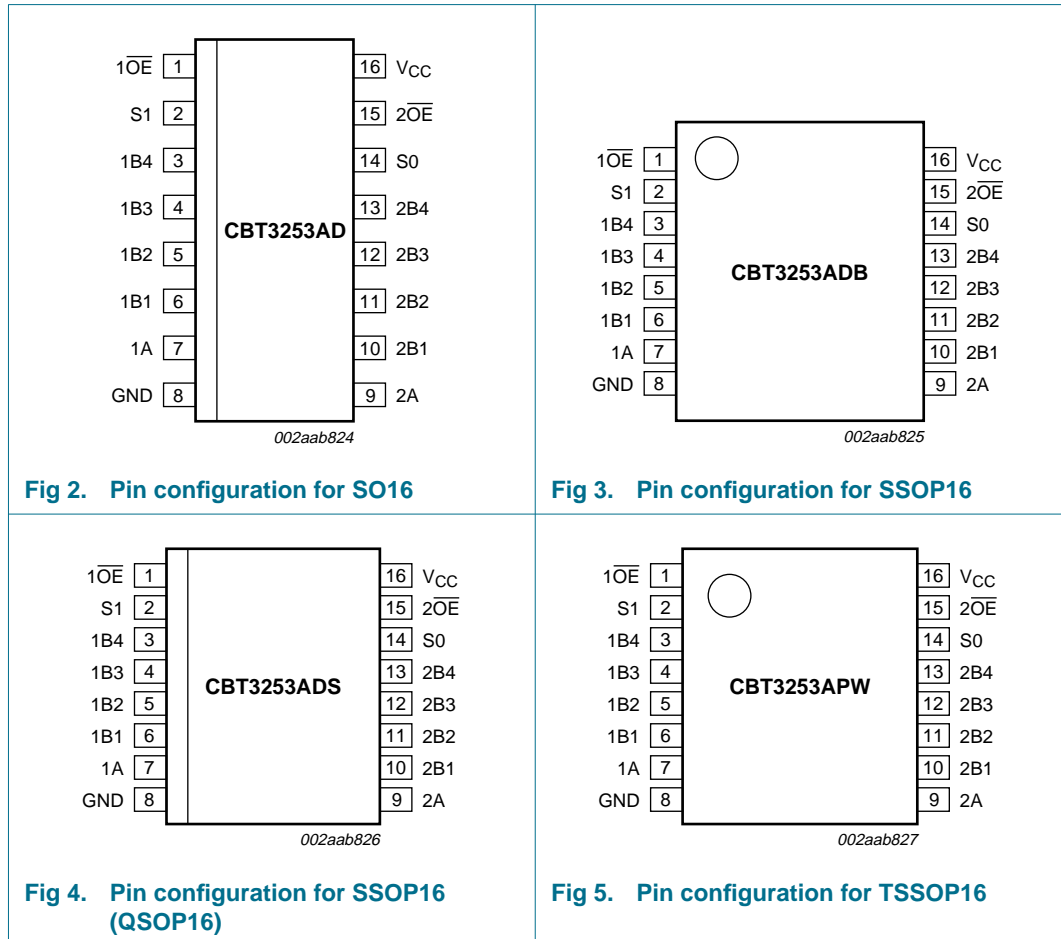 1O̅E̅ 1 16 VCC
S1 2 15 2O̅E̅
1B4 3 14 S0
1B3 4 13 2B4
CBT3253AD
1B2 5 12 2B3
1B1 6 11 2B2
1A 7 10 2B1
GND 8 9 2A
002aab824
Fig 2. Pin configuration for SO16
1O̅E̅ 1 16 VCC
S1 2 15 2O̅E̅
1B4 3 14 S0
1B3 4 13 2B4
CBT3253ADB
1B2 5 12 2B3
1B1 6 11 2B2
1A 7 10 2B1
GND 8 9 2A
002aab825
Fig 3. Pin configuration for SSOP16
1O̅E̅ 1 16 VCC
S1 2 15 2O̅E̅
1B4 3 14 S0
1B3 4 13 2B4
CBT3253ADS
1B2 5 12 2B3
1B1 6 11 2B2
1A 7 10 2B1
GND 8 9 2A
002aab826
Fig 4. Pin configuration for SSOP16
(QSOP16)
1O̅E̅ 1 16 VCC
S1 2 15 2O̅E̅
1B4 3 14 S0
1B3 4 13 2B4
CBT3253APW
1B2 5 12 2B3
1B1 6 11 2B2
1A 7 10 2B1
GND 8 9 2A
002aab827
Fig 5. Pin configuration for TSSOP16